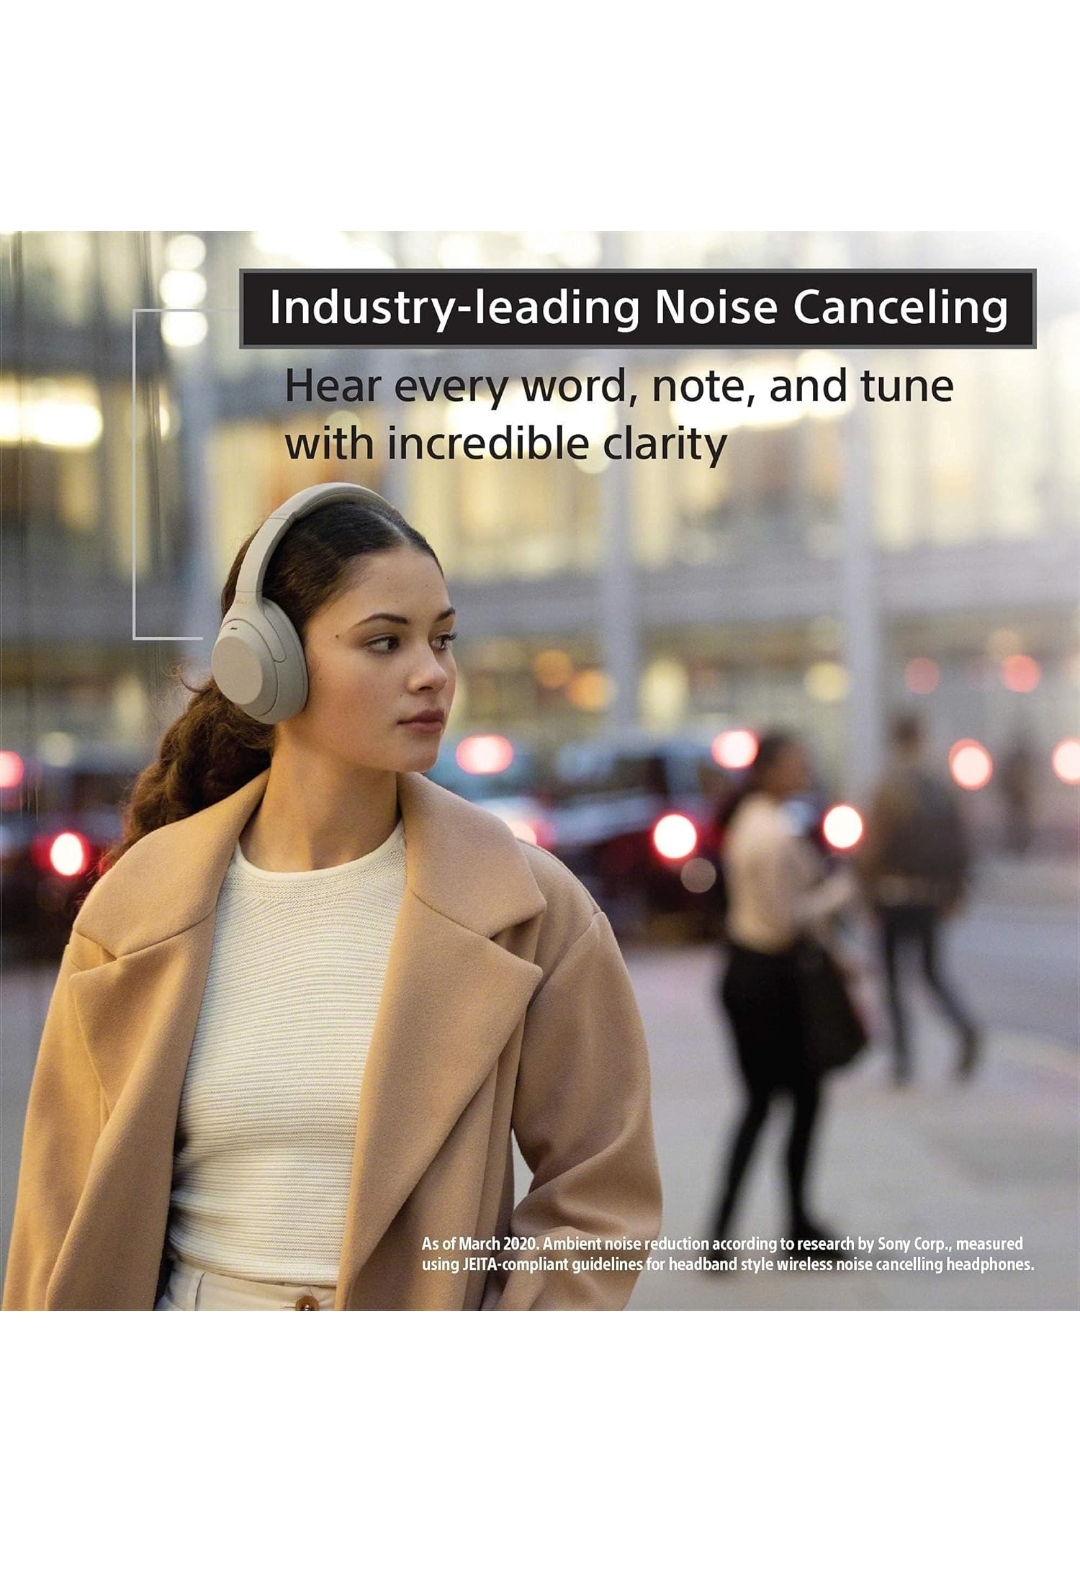 Industry-leading Noise Canceling
Hear every word, note, and tune
with incredible clarity
As of March 2020. Ambient noise reduction according to research by Sony Corp., measured
using JEITA-compliant guidelines for headband style wireless noise cancelling headphones.